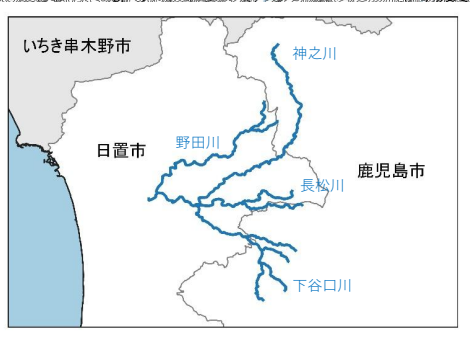 いちき串木野市
神之川
野田川
日置市
鹿児島市
長松川
下谷口川